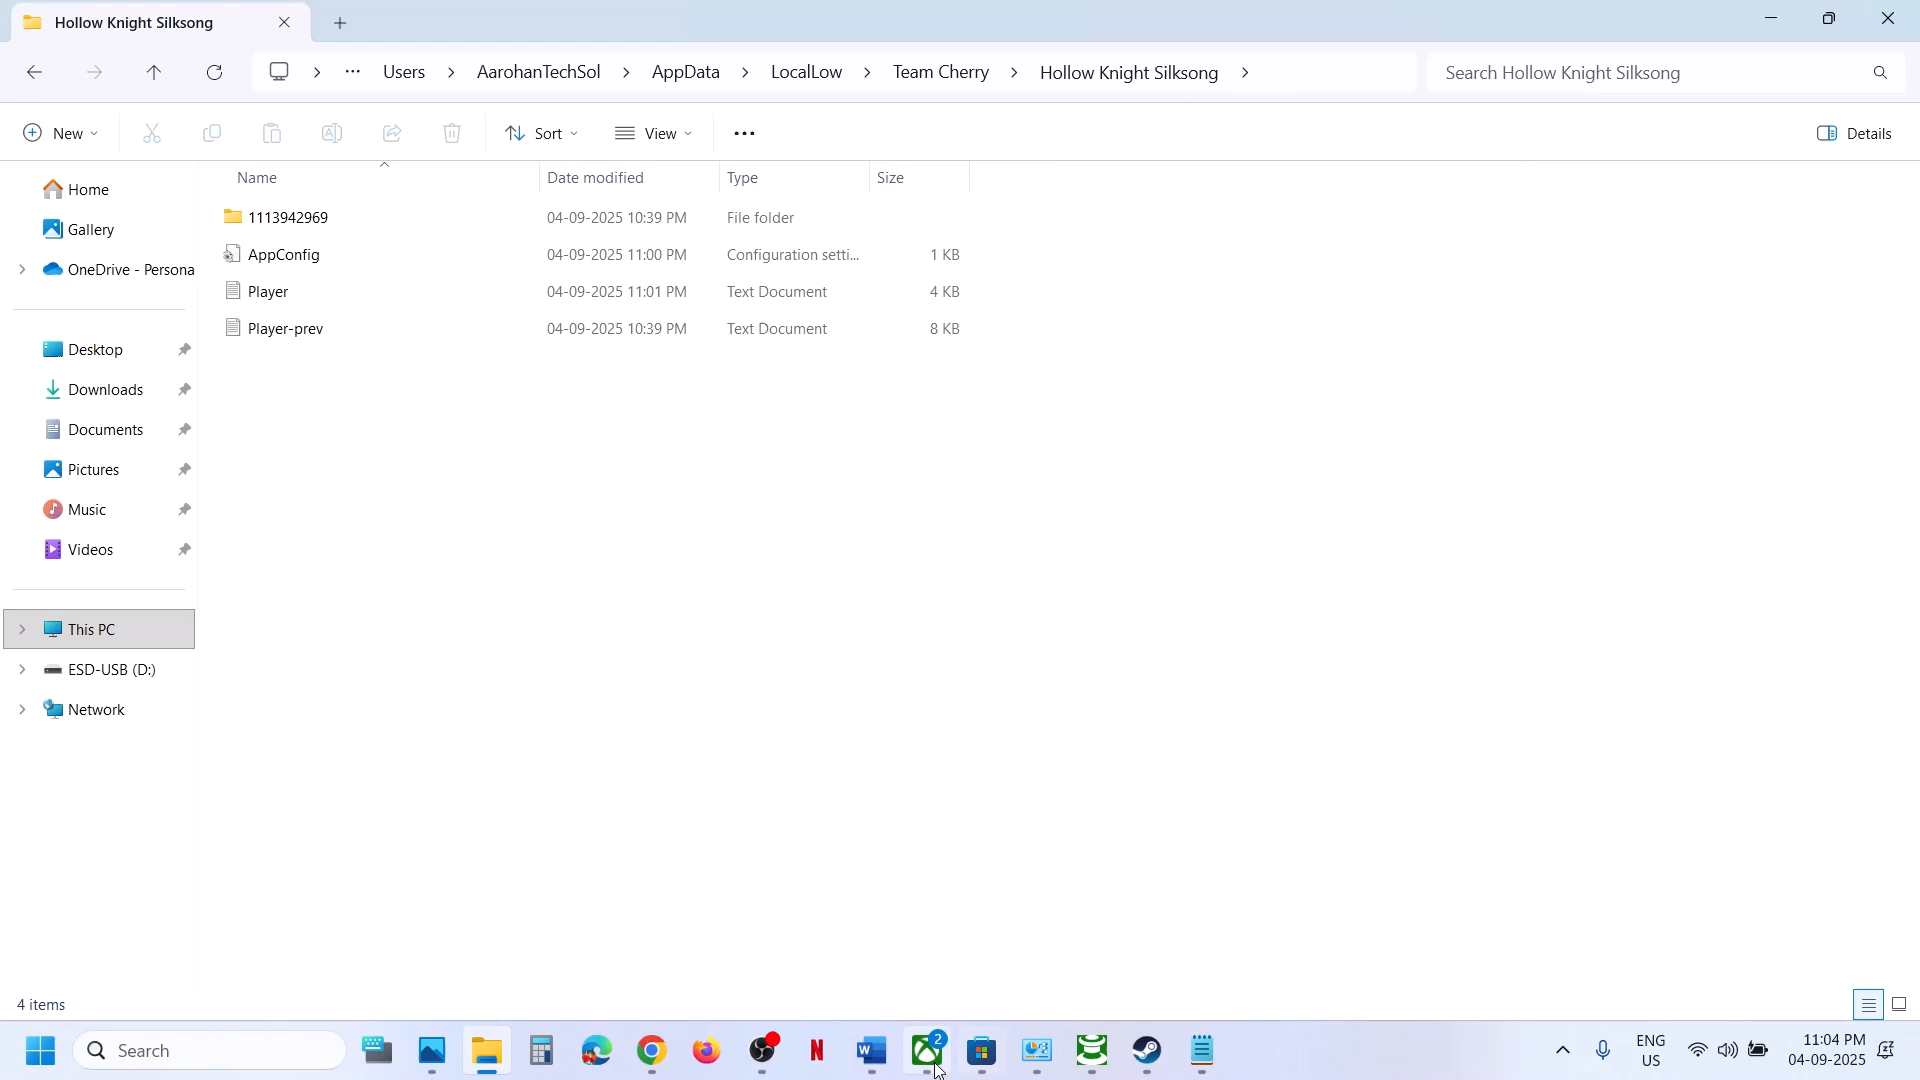 Hollow Knight Silksong
Users > AarohanTechSol > AppData > LocalLow > Team Cherry > Hollow Knight Silksong >
Search Hollow Knight Silksong
New
Sort
View
Details
Name Date modified Type Size
1113942969 04-09-2025 10:39 PM File folder
AppConfig 04-09-2025 11:00 PM Configuration setti... 1 KB
Player 04-09-2025 11:01 PM Text Document 4 KB
Player-prev 04-09-2025 10:39 PM Text Document 8 KB
Home
Gallery
OneDrive - Persona
Desktop
Downloads
Documents
Pictures
Music
Videos
This PC
ESD-USB (D:)
Network
4 items
Search
N
W
2
ENG
US
11:04 PM
04-09-2025